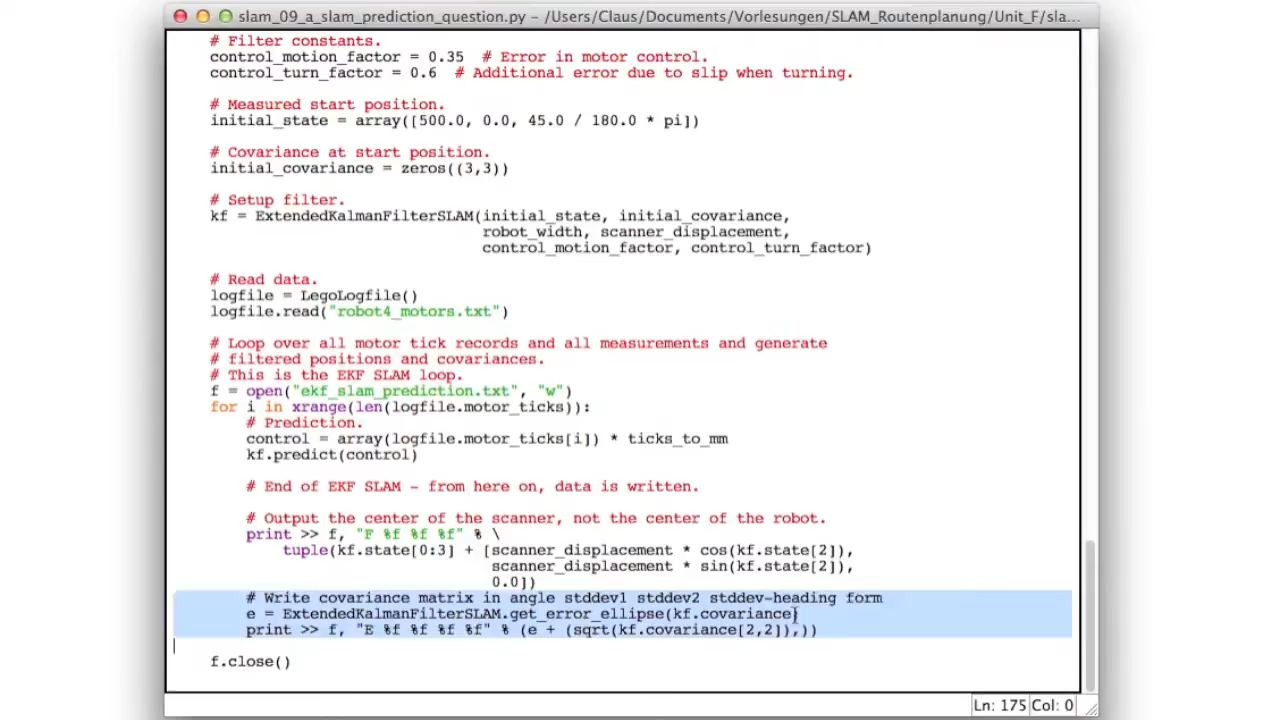 slam_09_a_slam_prediction_question.py – /Users/Claus/Documents/Vorlesungen/SLAM_Routenplanung/Unit_F/sla...
# Filter constants.
control_motion_factor = 0.35  # Error in motor control.
control_turn_factor = 0.6  # Additional error due to slip when turning.
# Measured start position.
initial_state = array([500.0, 0.0, 45.0 / 180.0 * pi])
# Covariance at start position.
initial_covariance = zeros((3,3))
# Setup filter.
kf = ExtendedKalmanFilterSLAM(initial_state, initial_covariance,
robot_width, scanner_displacement,
control_motion_factor, control_turn_factor)
# Read data.
logfile = LegoLogfile()
logfile.read("robot4_motors.txt")
# Loop over all motor tick records and all measurements and generate
# filtered positions and covariances.
# This is the EKF SLAM loop.
f = open("ekf_slam_prediction.txt", "w")
for i in xrange(len(logfile.motor_ticks)):
# Prediction.
control = array(logfile.motor_ticks[i]) * ticks_to_mm
kf.predict(control)
# End of EKF SLAM - from here on, data is written.
# Output the center of the scanner, not the center of the robot.
print >> f, "F %f %f %f" % \
tuple(kf.state[0:3] + [scanner_displacement * cos(kf.state[2]),
scanner_displacement * sin(kf.state[2]),
0.0])
# Write covariance matrix in angle stddev1 stddev2 stddev-heading form
e = ExtendedKalmanFilterSLAM.get_error_ellipse(kf.covariance)
print >> f, "E %f %f %f %f" % (e + (sqrt(kf.covariance[2,2]),))
f.close()
Ln: 175 Col: 0